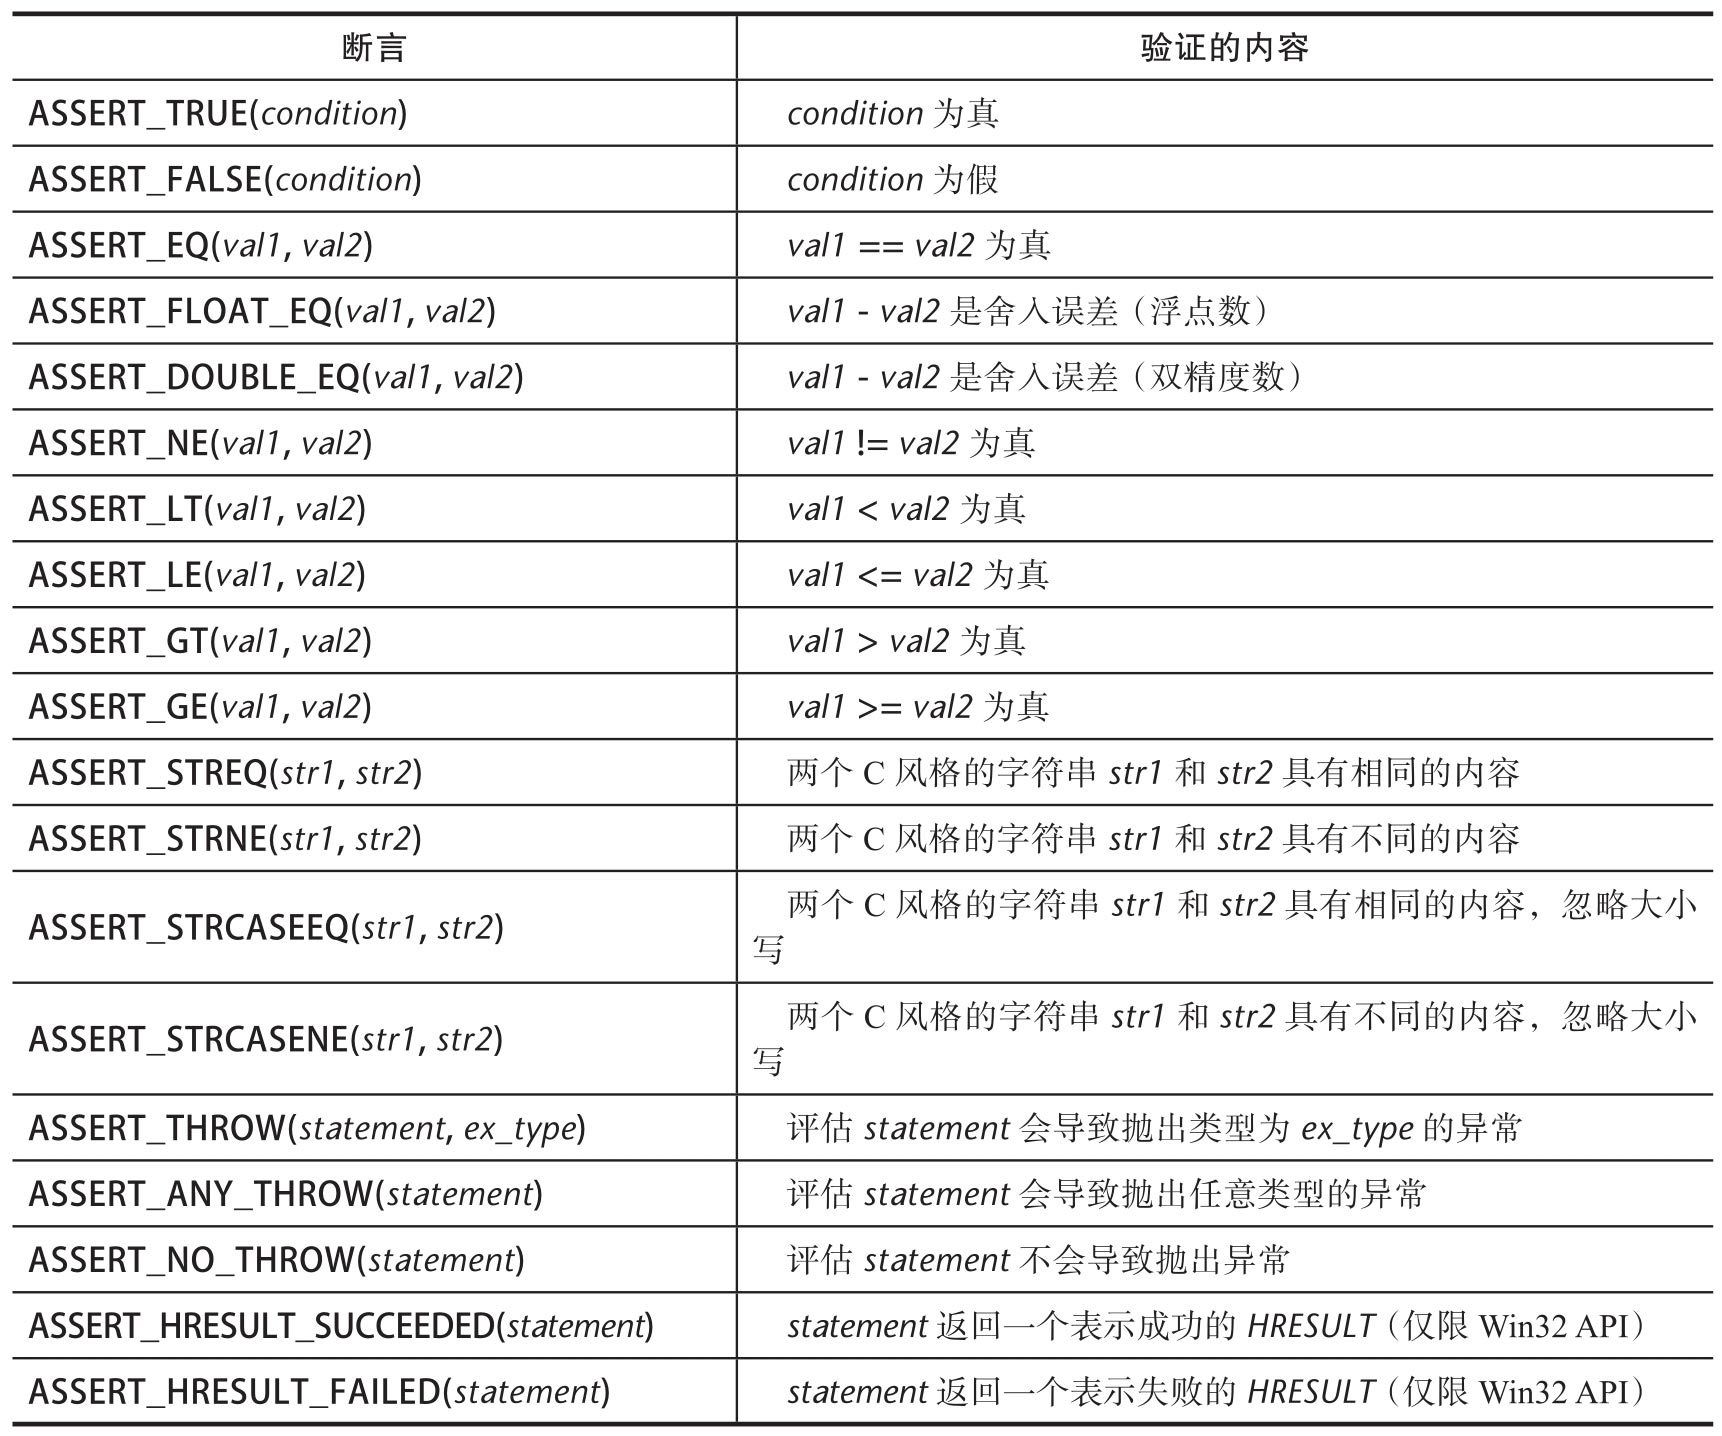 断言 验证的内容
ASSERT_TRUE(condition) condition 为真
ASSERT_FALSE(condition) condition 为假
ASSERT_EQ(val1, val2) val1 == val2 为真
ASSERT_FLOAT_EQ(val1, val2) val1 - val2 是舍入误差（浮点数）
ASSERT_DOUBLE_EQ(val1, val2) val1 - val2 是舍入误差（双精度数）
ASSERT_NE(val1, val2) val1 != val2 为真
ASSERT_LT(val1, val2) val1 < val2 为真
ASSERT_LE(val1, val2) val1 <= val2 为真
ASSERT_GT(val1, val2) val1 > val2 为真
ASSERT_GE(val1, val2) val1 >= val2 为真
ASSERT_STREQ(str1, str2) 两个 C 风格的字符串 str1 和 str2 具有相同的内容
ASSERT_STRNE(str1, str2) 两个 C 风格的字符串 str1 和 str2 具有不同的内容
ASSERT_STRCASEEQ(str1, str2) 两个 C 风格的字符串 str1 和 str2 具有相同的内容，忽略大小
写
ASSERT_STRCASENE(str1, str2) 两个 C 风格的字符串 str1 和 str2 具有不同的内容，忽略大小
写
ASSERT_THROW(statement, ex_type) 评估 statement 会导致抛出类型为 ex_type 的异常
ASSERT_ANY_THROW(statement) 评估 statement 会导致抛出任意类型的异常
ASSERT_NO_THROW(statement) 评估 statement 不会导致抛出异常
ASSERT_HRESULT_SUCCEEDED(statement) statement 返回一个表示成功的 HRESULT（仅限 Win32 API）
ASSERT_HRESULT_FAILED(statement) statement 返回一个表示失败的 HRESULT（仅限 Win32 API）